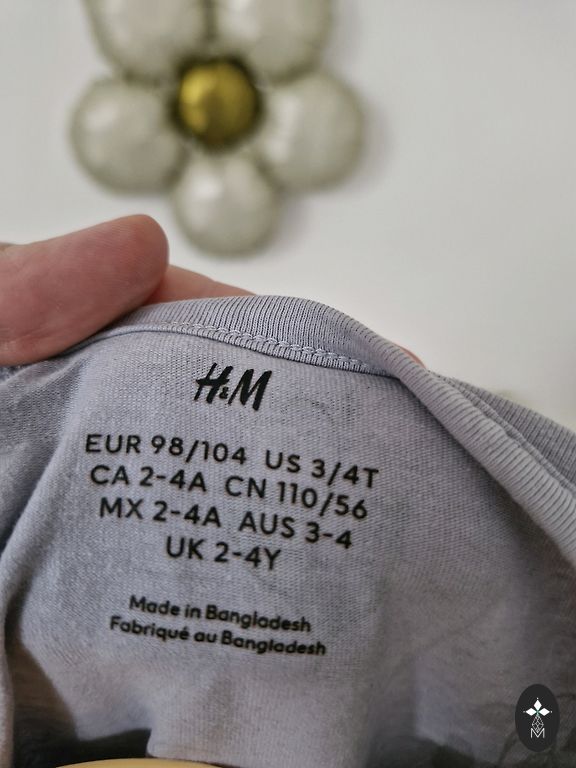 H&M
EUR 98/104 US 3/4T
CA 2-4A CN 110/56
MX 2-4A AUS 3-4
UK 2-4Y
Made in Bangladesh
Fabriqué au Bangladesh
M